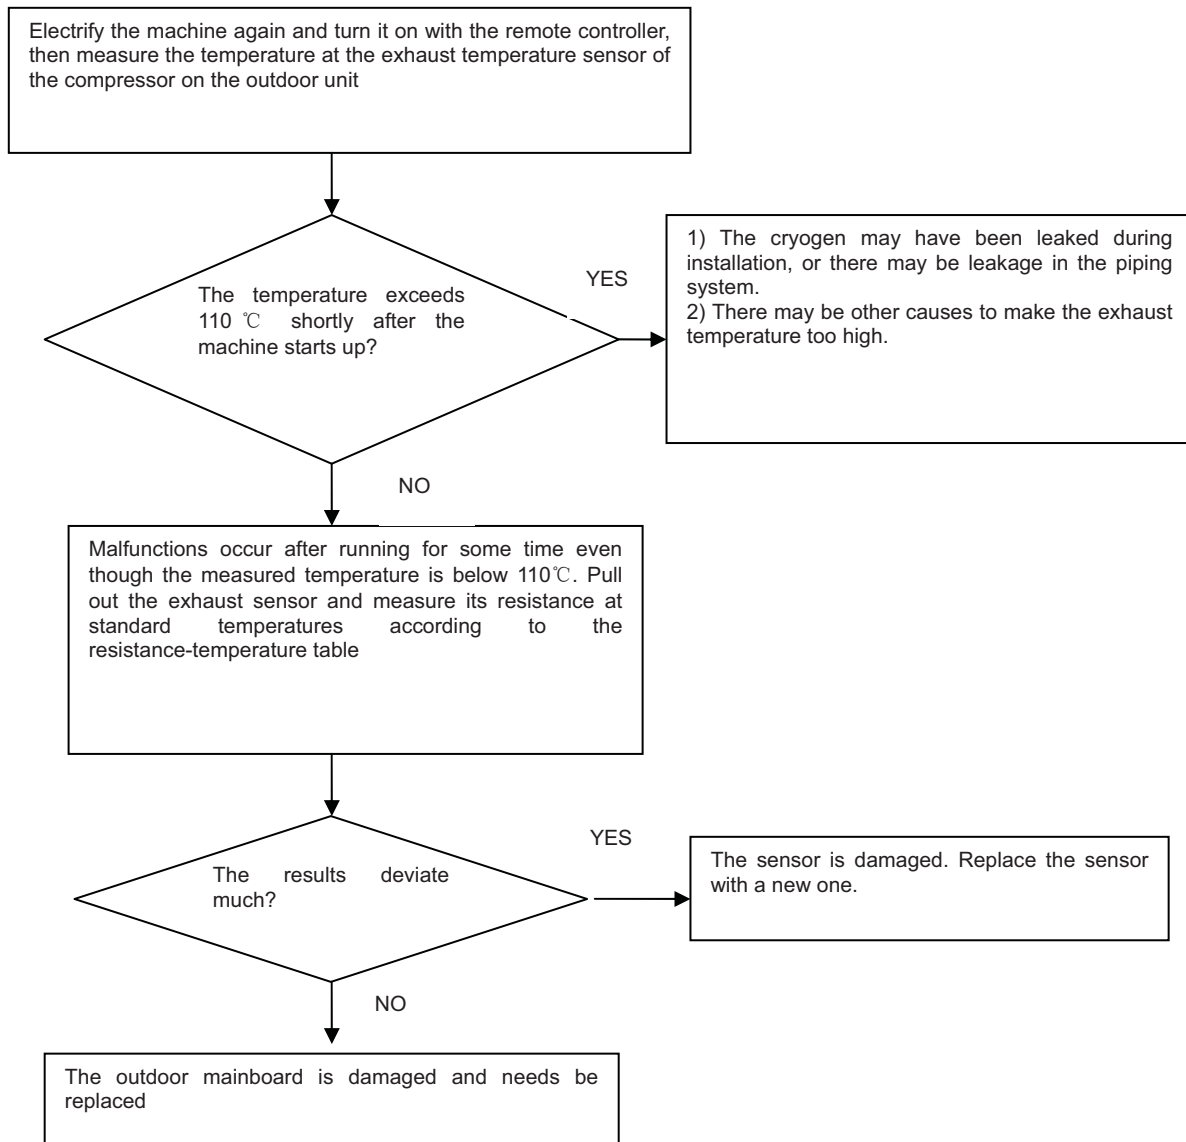 Electrify the machine again and turn it on with the remote controller,
then measure the temperature at the exhaust temperature sensor of
the compressor on the outdoor unit
The temperature exceeds
110 ℃ shortly after the
machine starts up?
YES
1) The cryogen may have been leaked during
installation, or there may be leakage in the piping
system.
2) There may be other causes to make the exhaust
temperature too high.
NO
Malfunctions occur after running for some time even
though the measured temperature is below 110℃. Pull
out the exhaust sensor and measure its resistance at
standard temperatures according to the
resistance-temperature table
The results deviate
much?
YES
The sensor is damaged. Replace the sensor
with a new one.
NO
The outdoor mainboard is damaged and needs be
replaced